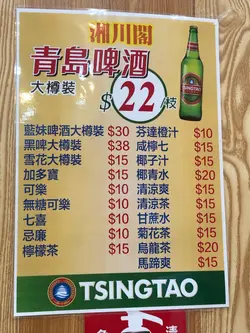 湘川閣
青島啤酒
大樽裝
$22/枝
TSINGTAO
藍妹啤酒大樽裝 $30
黑啤大樽裝 $38
雪花大樽裝 $15
加多寶 $15
可樂 $10
無糖可樂 $10
七喜 $10
忌廉 $10
檸檬茶 $15
芬達橙汁 $10
咸檸七 $15
椰子汁 $15
椰青水 $20
清涼爽 $15
清涼茶 $15
甘蔗水 $15
菊花茶 $15
烏龍茶 $20
馬蹄爽 $15
TSINGTAO